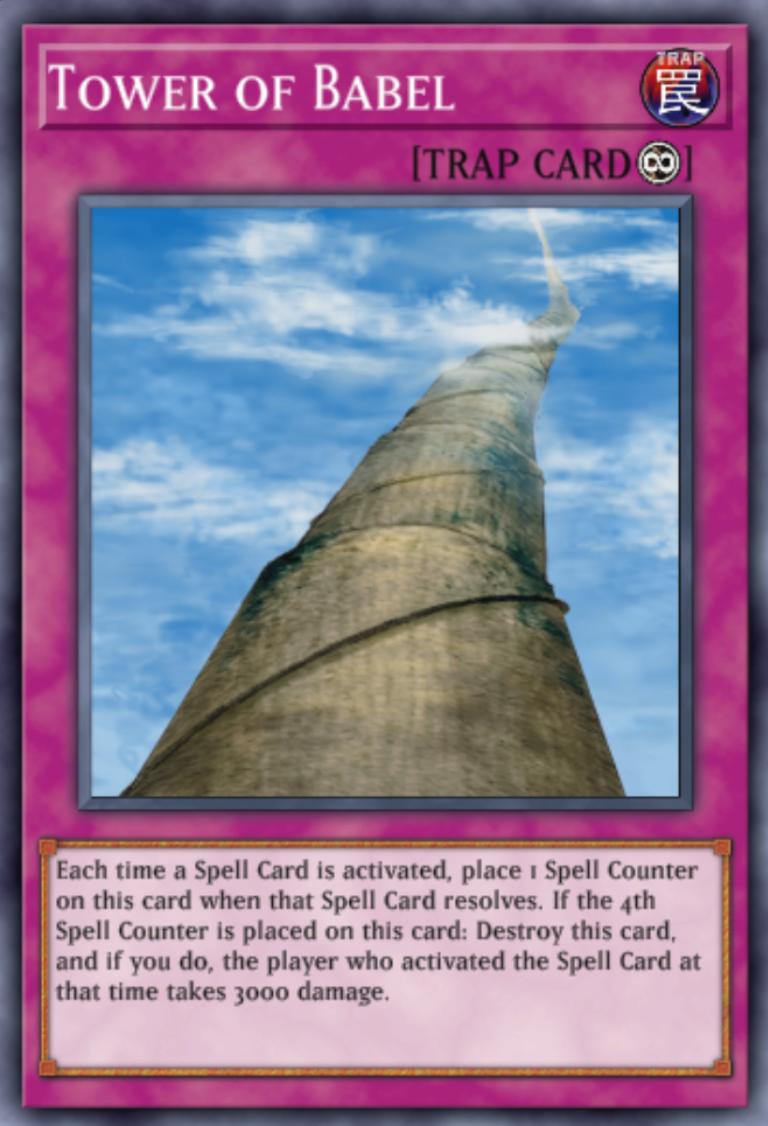 Tower of Babel
TRAP
罠
[TRAP CARD∞]
Each time a Spell Card is activated, place 1 Spell Counter
on this card when that Spell Card resolves. If the 4th
Spell Counter is placed on this card: Destroy this card,
and if you do, the player who activated the Spell Card at
that time takes 3000 damage.